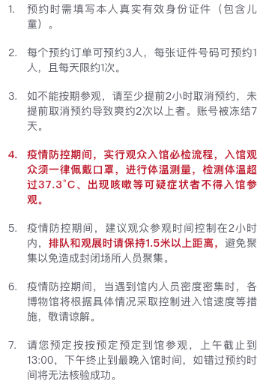 1. 预约时需填写本人真实有效身份证件（包含儿
童）。
2. 每个预约订单可预约3人，每张证件号码可预约1
人，且每天限约1次。
3. 如不能按期参观，请至少提前2小时取消预约，未
提前取消预约导致爽约2次以上者。账号被冻结7
天。
4. 疫情防控期间，实行观众入馆必检流程，入馆观
众须一律佩戴口罩，进行体温测量，检测体温超
过37.3˚C、出现咳嗽等可疑症状者不得入馆参
观。
5. 疫情防控期间，建议观众参观时间控制在2小时
内，排队和观展时请保持1.5米以上距离，避免聚
集以免造成封闭场所人员聚集。
6. 疫情防控期间，当遇到馆内人员密度密集时，各
博物馆将根据具体情况采取控制进入馆速度等措
施，敬请谅解。
7. 请您预定按按预定预定到馆参观，上午截止到
13:00，下午终止到最晚入馆时间，如错过预约时
间将无法核验成功。